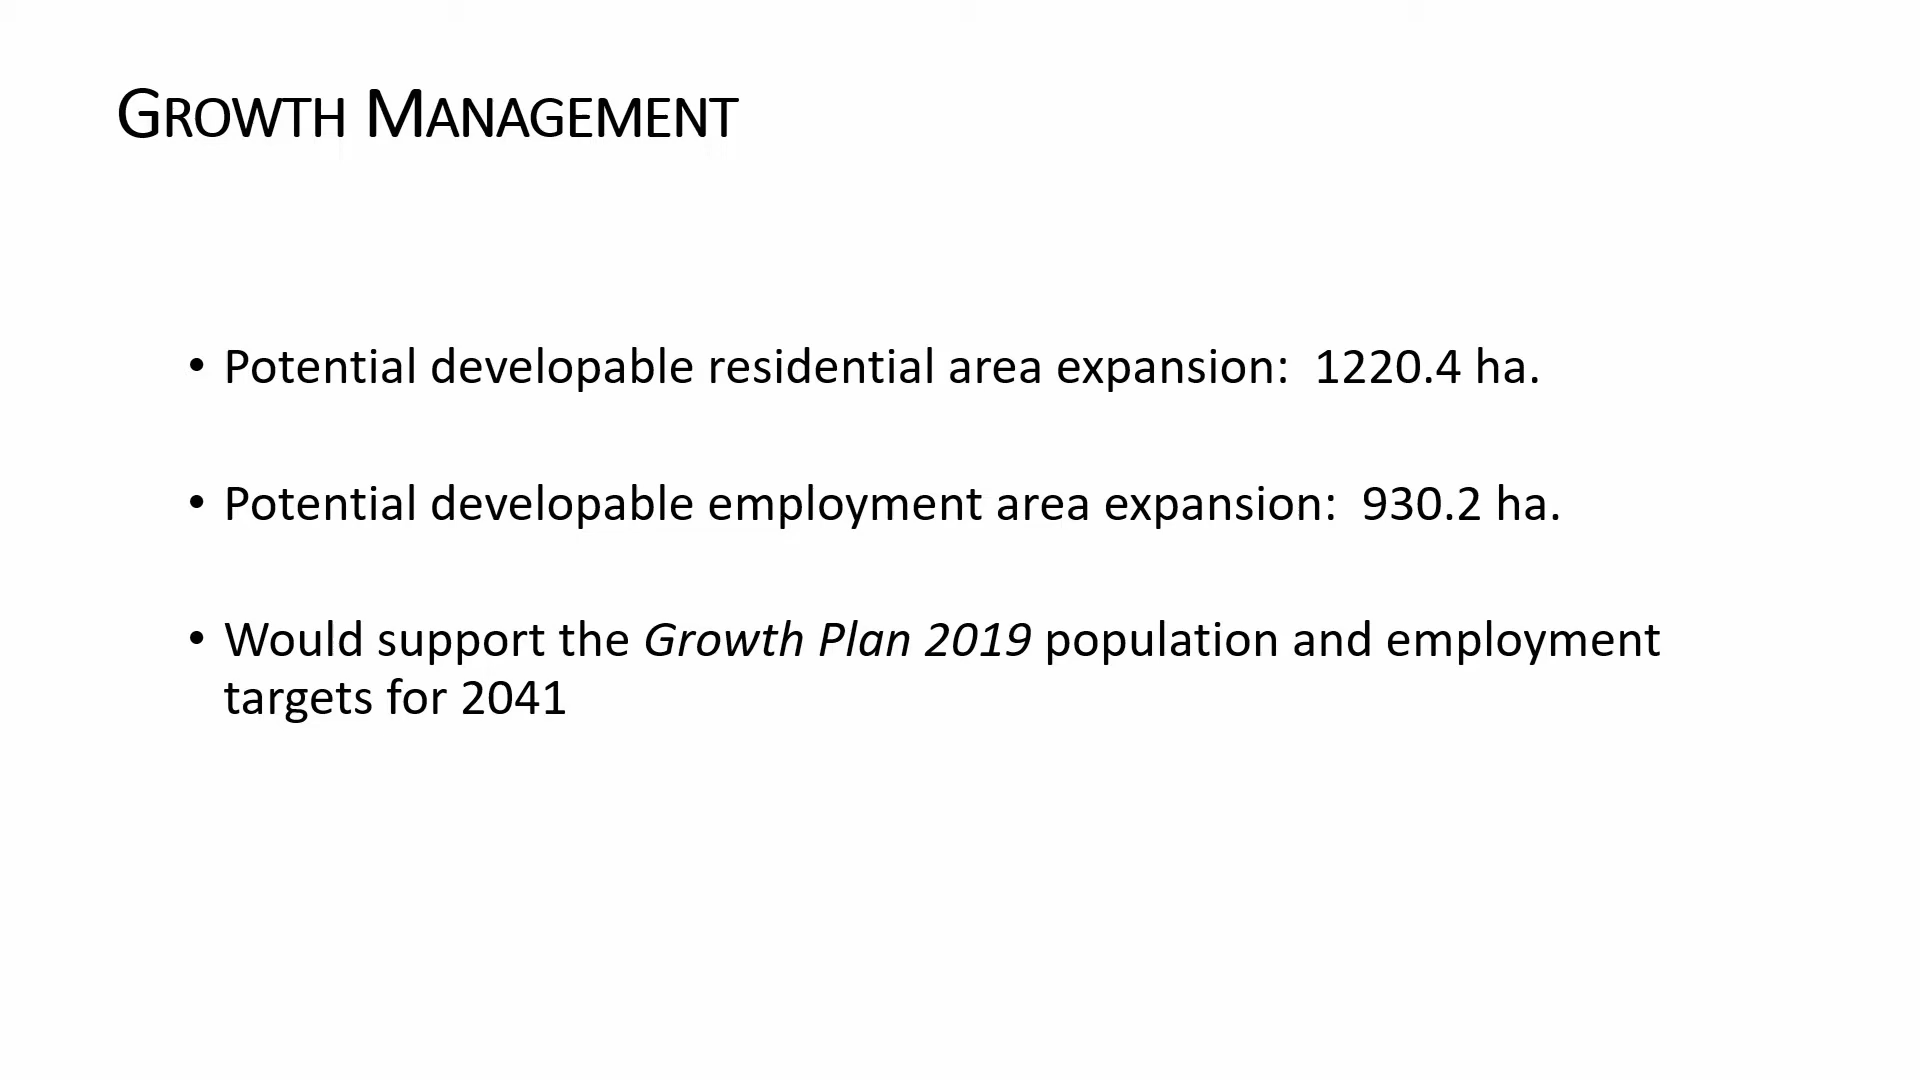 GROWTH MANAGEMENT
• Potential developable residential area expansion:  1220.4 ha.
• Potential developable employment area expansion:  930.2 ha.
• Would support the Growth Plan 2019 population and employment
targets for 2041